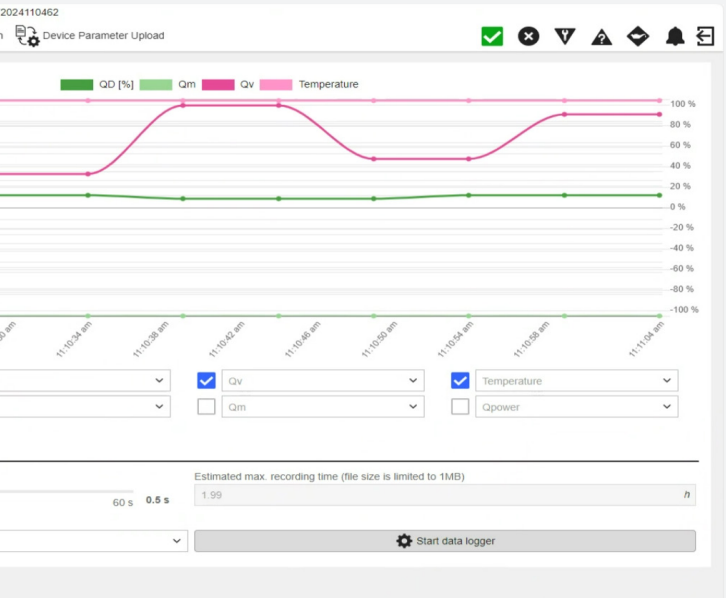 2024110462
Device Parameter Upload
QD [%] Qm Qv Temperature
100 %
80 %
60 %
40 %
20 %
0 %
-20 %
-40 %
-60 %
-80 %
-100 %
am
11:10:34 am
11:10:38 am
11:10:42 am
11:10:46 am
11:10:50 am
11:10:54 am
11:10:58 am
11:11:04 am
Qv
Temperature
Qm
Qpower
Estimated max. recording time (file size is limited to 1MB)
60 s 0.5 s
1.99 h
Start data logger